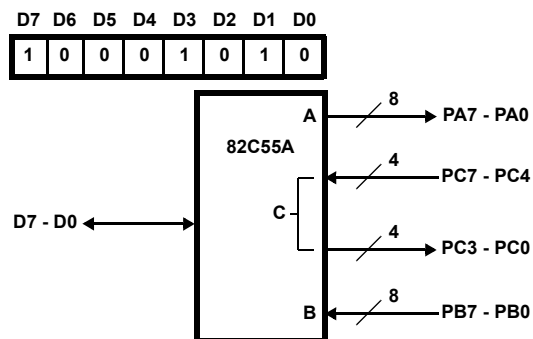 D7 D6 D5 D4 D3 D2 D1 D0
1 0 0 0 1 0 1 0
A 8 PA7 - PA0
82C55A
4 PC7 - PC4
C
D7 - D0
4 PC3 - PC0
B 8 PB7 - PB0